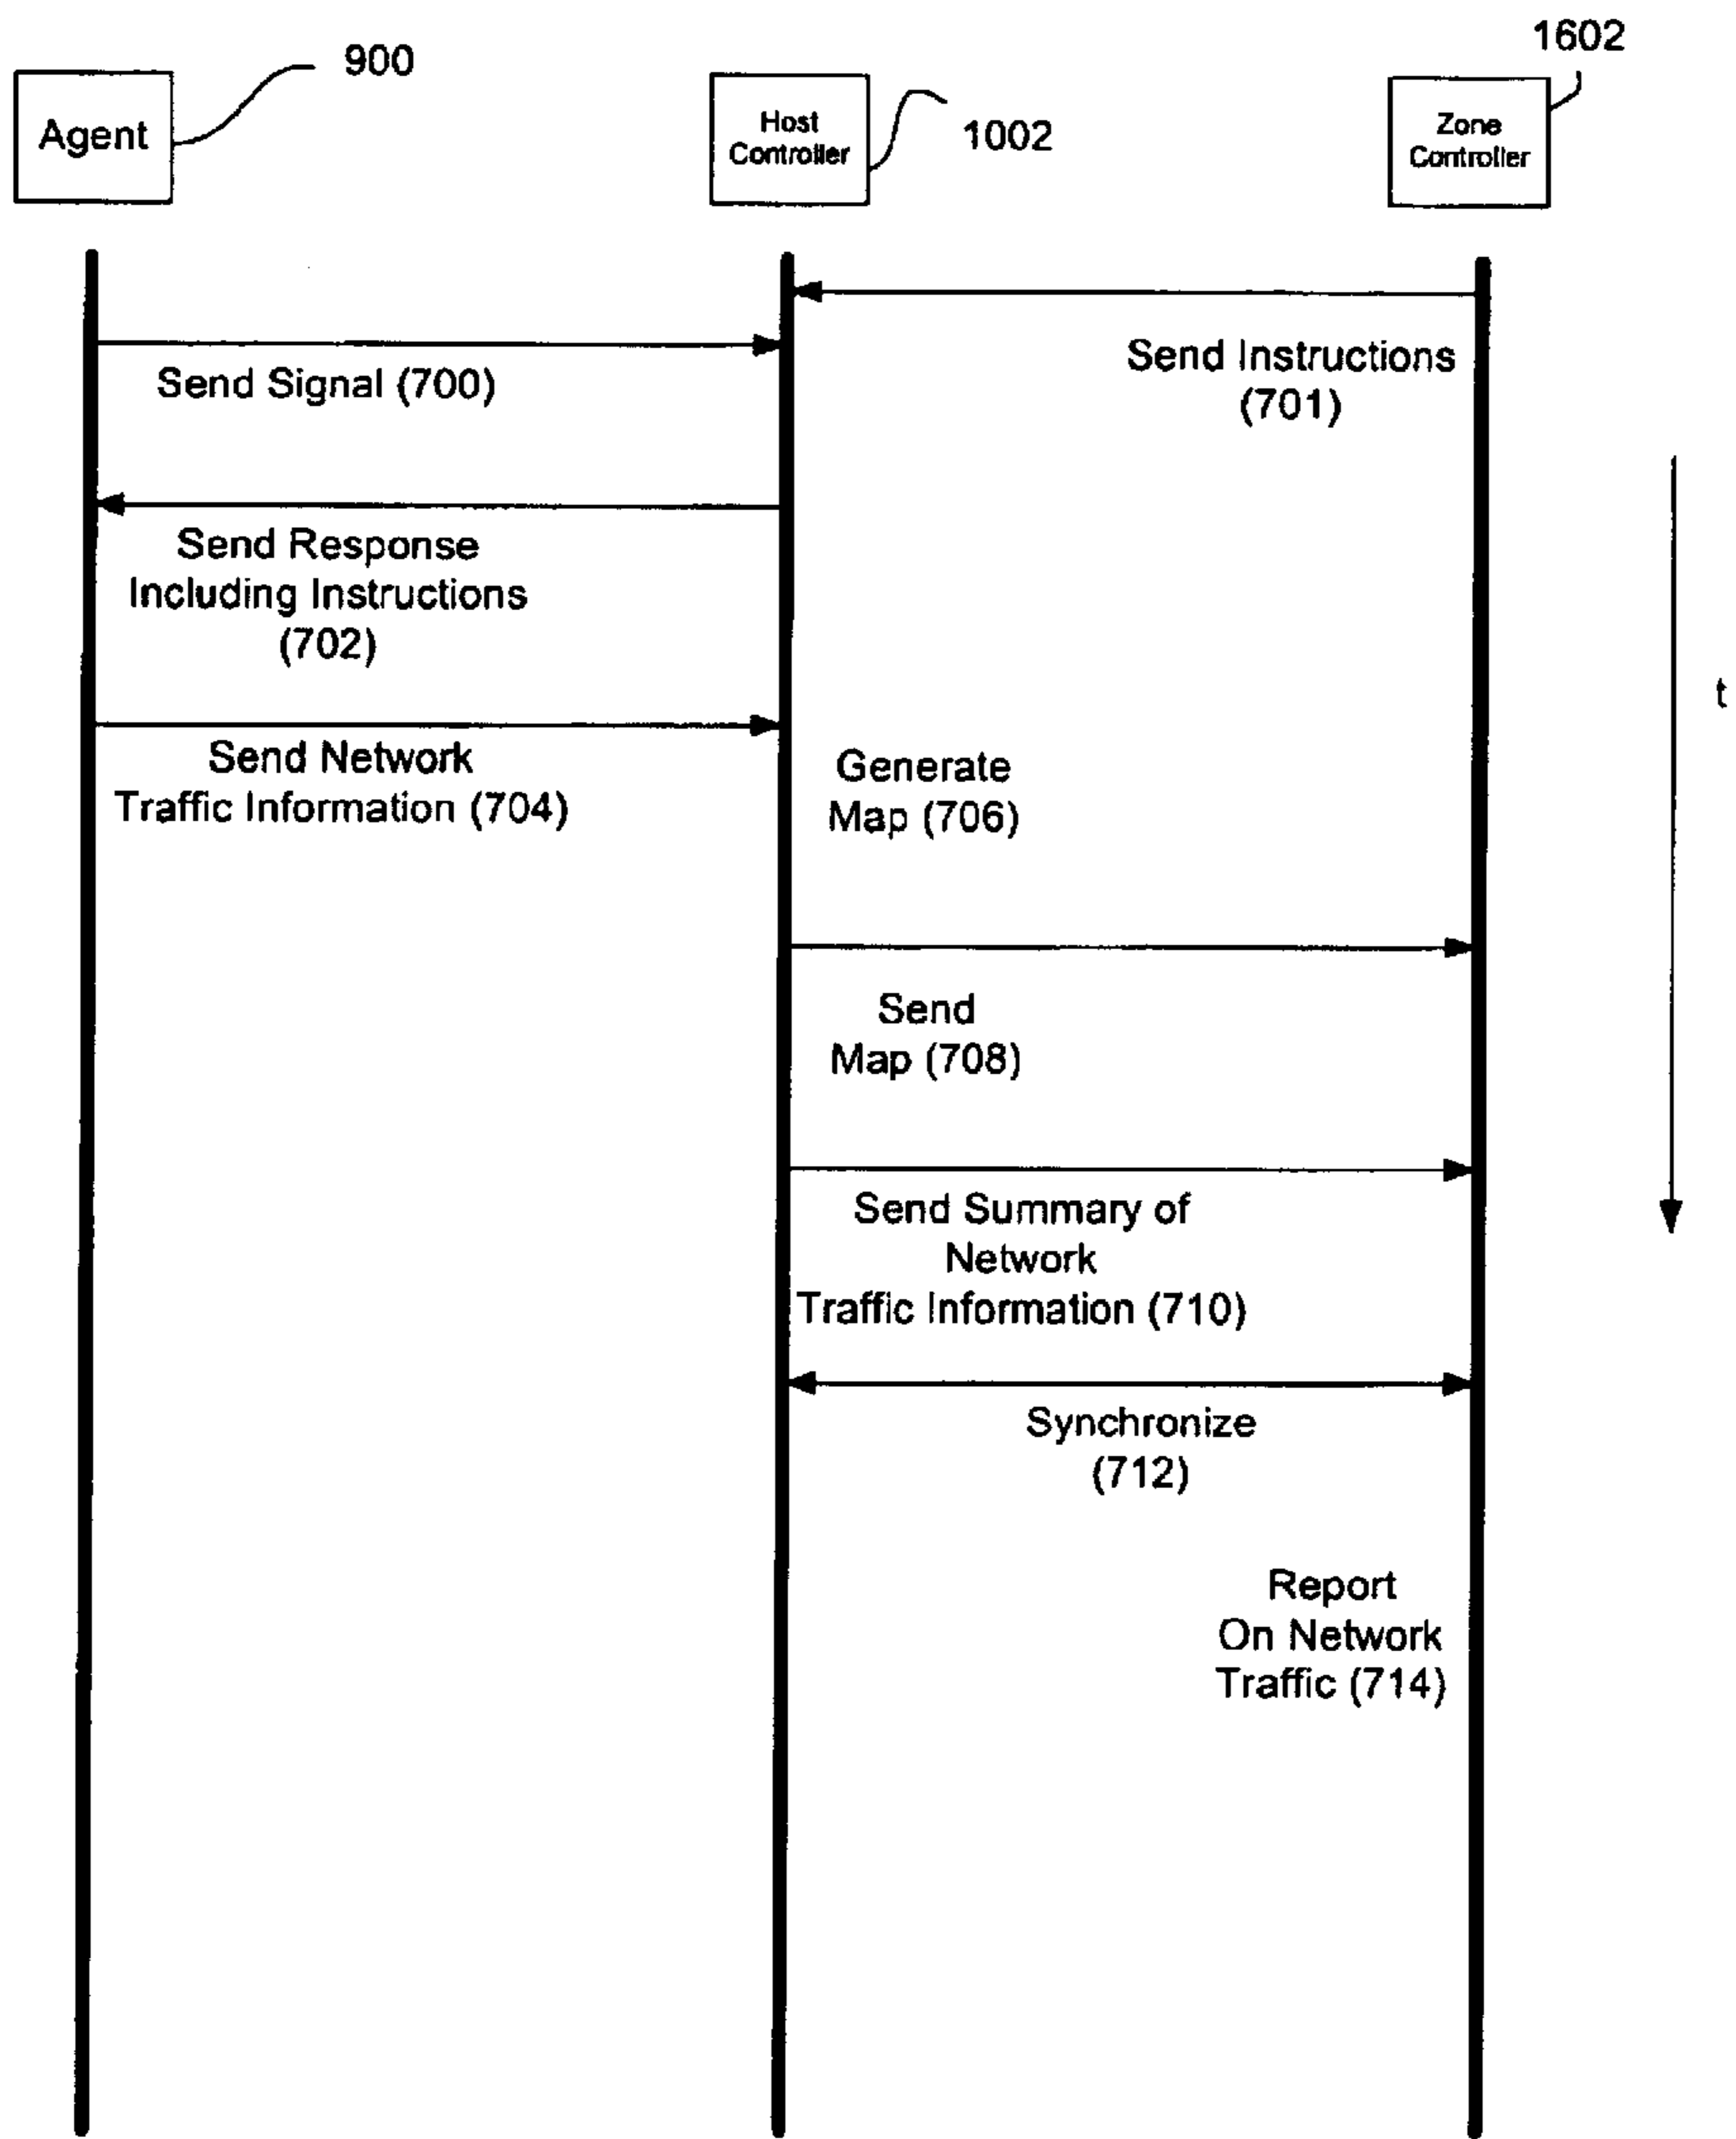 900
1602
Agent
Host
Controller
1002
Zone
Controller
Send Signal (700)
Send Instructions
(701)
Send Response
Including Instructions
(702)
t
Send Network
Traffic Information (704)
Generate
Map (706)
Send
Map (708)
Send Summary of
Network
Traffic Information (710)
Synchronize
(712)
Report
On Network
Traffic (714)